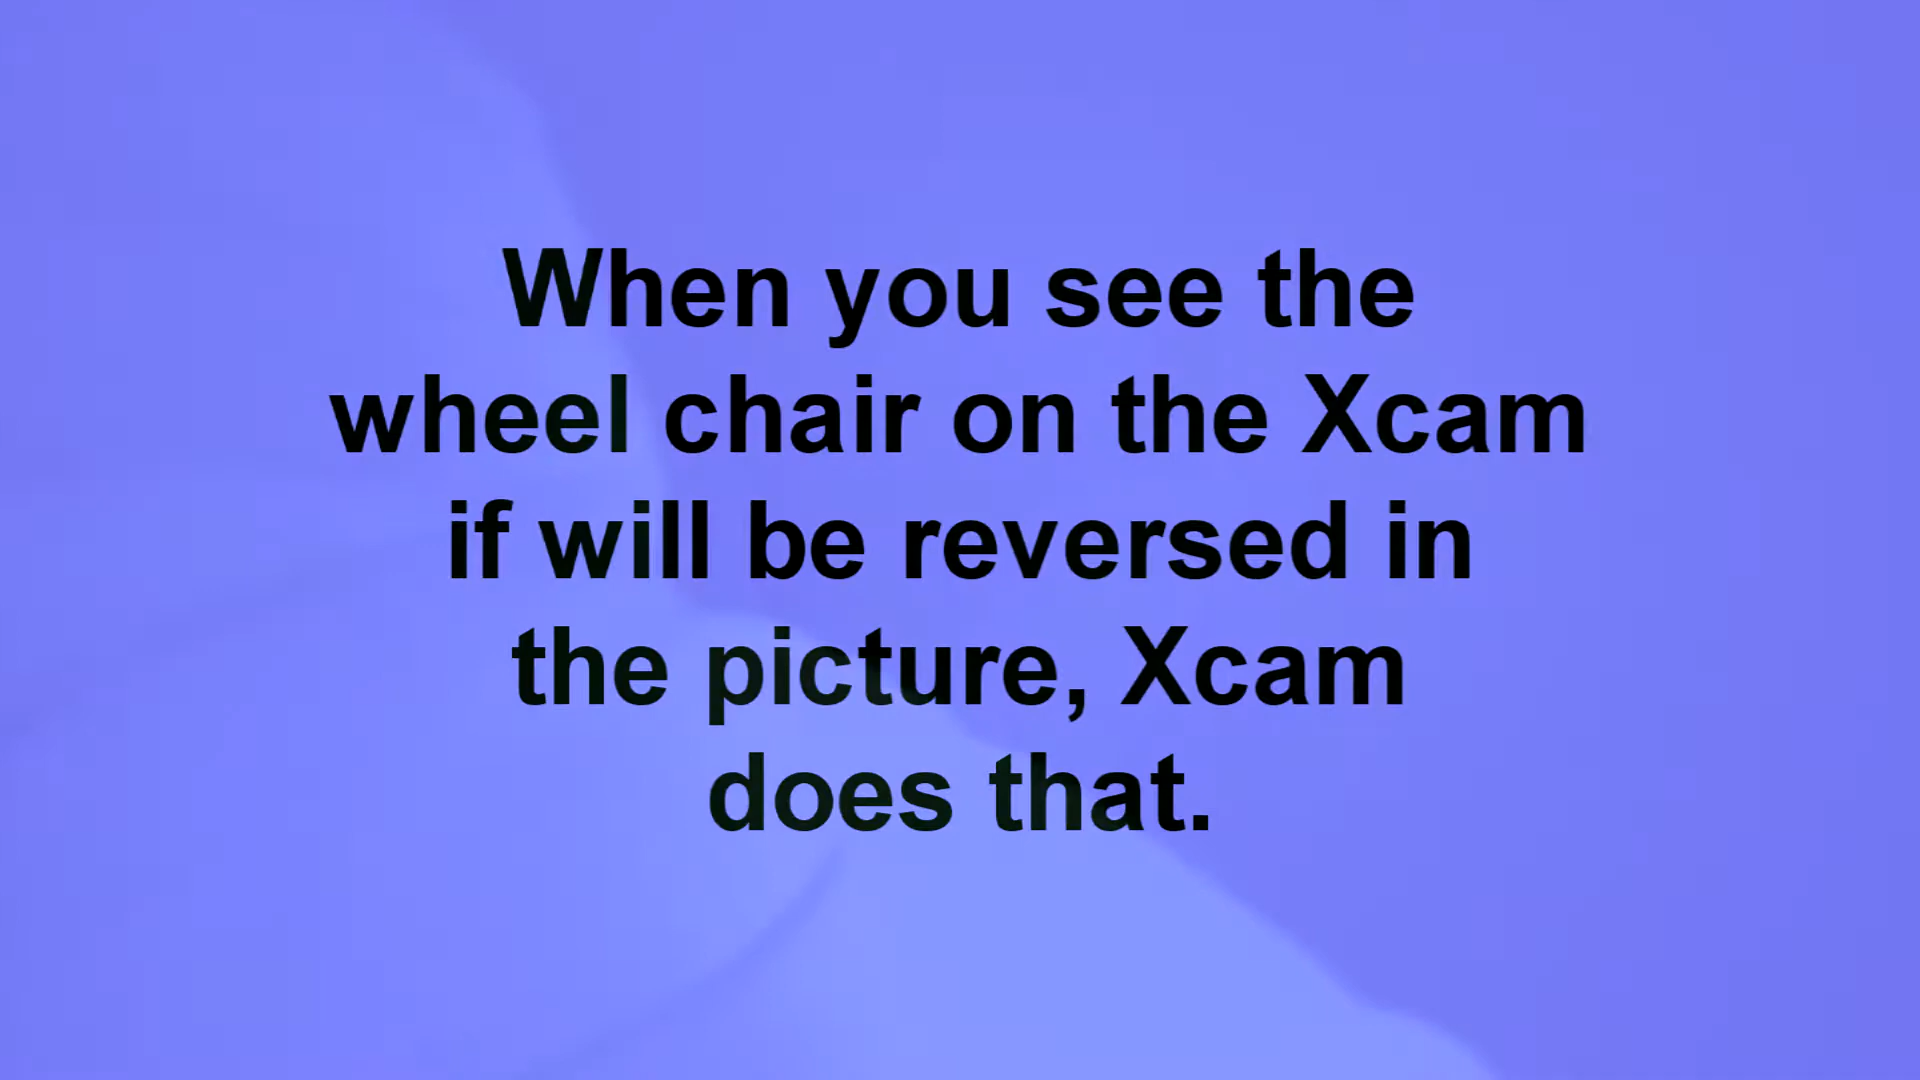 When you see the
wheel chair on the Xcam
if will be reversed in
the picture, Xcam
does that.